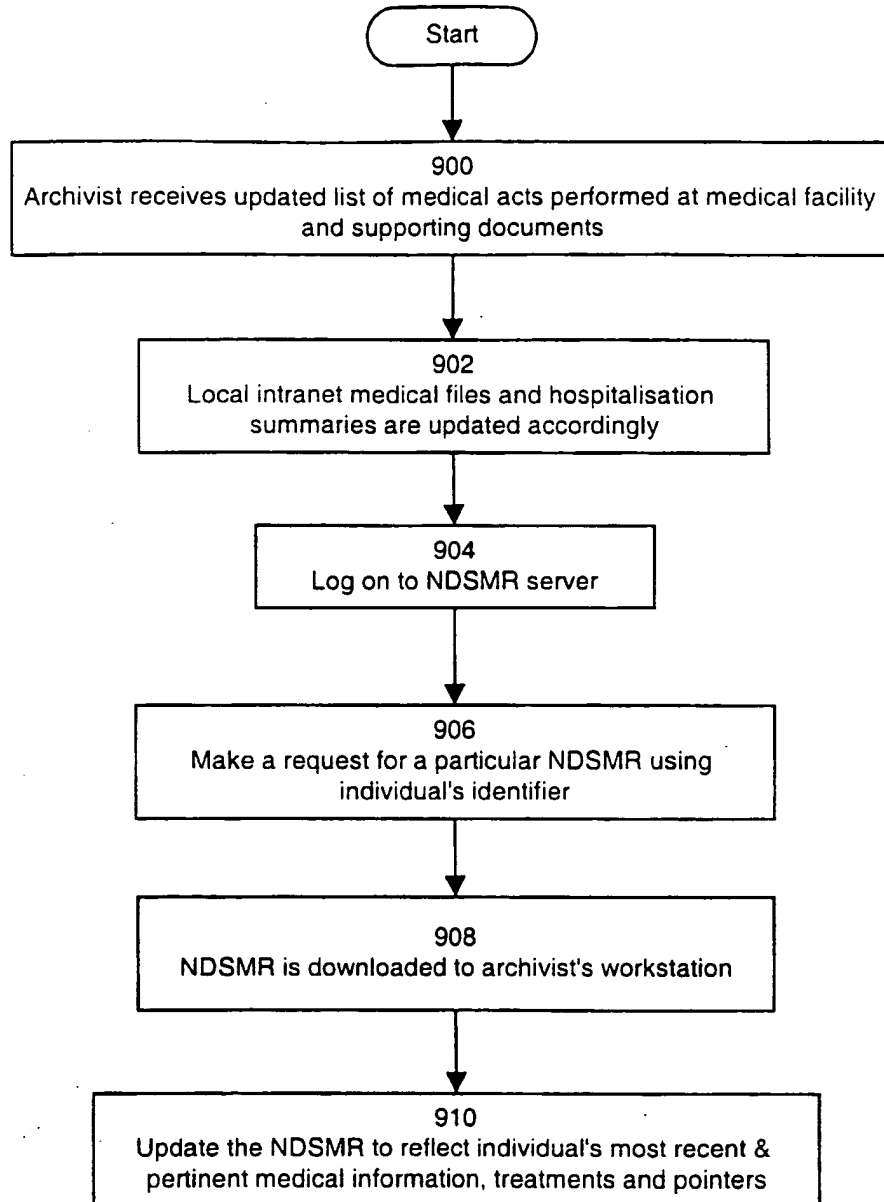 Start
900
Archivist receives updated list of medical acts performed at medical facility
and supporting documents
902
Local intranet medical files and hospitalisation
summaries are updated accordingly
904
Log on to NDSMR server
906
Make a request for a particular NDSMR using
individual's identifier
908
NDSMR is downloaded to archivist's workstation
910
Update the NDSMR to reflect individual's most recent &
pertinent medical information, treatments and pointers